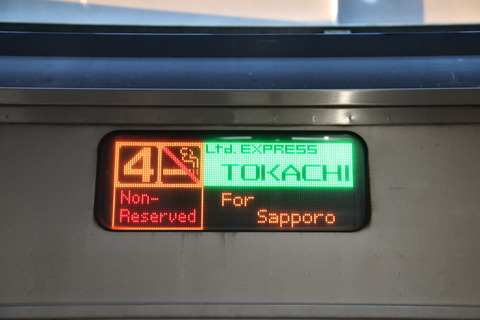 4
Non-
Reserved
Ltd. EXPRESS
TOKACHI
For
Sapporo